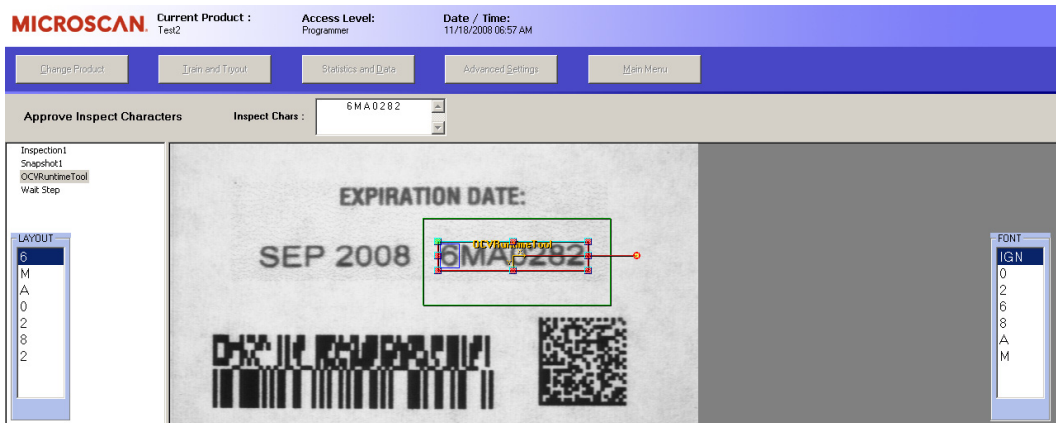 MICROSCAN.
Current Product :
Test2
Access Level:
Programmer
Date / Time:
11/18/2008 06:57 AM
Change Product
Train and Tryout
Statistics and Data
Advanced Settings
Main Menu
Approve Inspect Characters
Inspect Chars :
6MA0282
Inspection1
Snapshot1
OCVRuntimeTool
Wait Step
LAYOUT
6
M
A
0
2
8
2
EXPIRATION DATE:
OCVRuntimeTool
SEP 2008 6MA0282
FONT
IGN
0
2
6
8
A
M